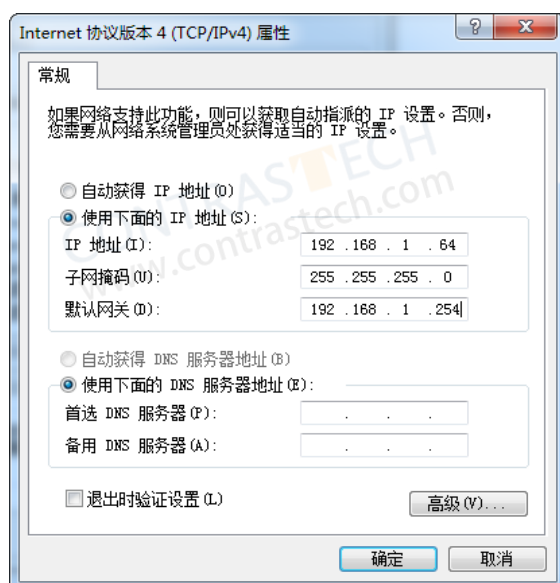 Internet 协议版本 4 (TCP/IPv4) 属性
常规
如果网络支持此功能，则可以获取自动指派的 IP 设置。否则，
您需要从网络系统管理员处获得适当的 IP 设置。
自动获得 IP 地址(O)
使用下面的 IP 地址(S):
IP 地址(I): 192 .168 . 1 . 64
子网掩码(U): 255 .255 .255 . 0
默认网关(D): 192 .168 . 1 .254
自动获得 DNS 服务器地址(B)
使用下面的 DNS 服务器地址(E):
首选 DNS 服务器(P): . . .
备用 DNS 服务器(A): . . .
退出时验证设置(L)
高级(V)...
确定 取消
CONTRASTECH
www.contrastech.com